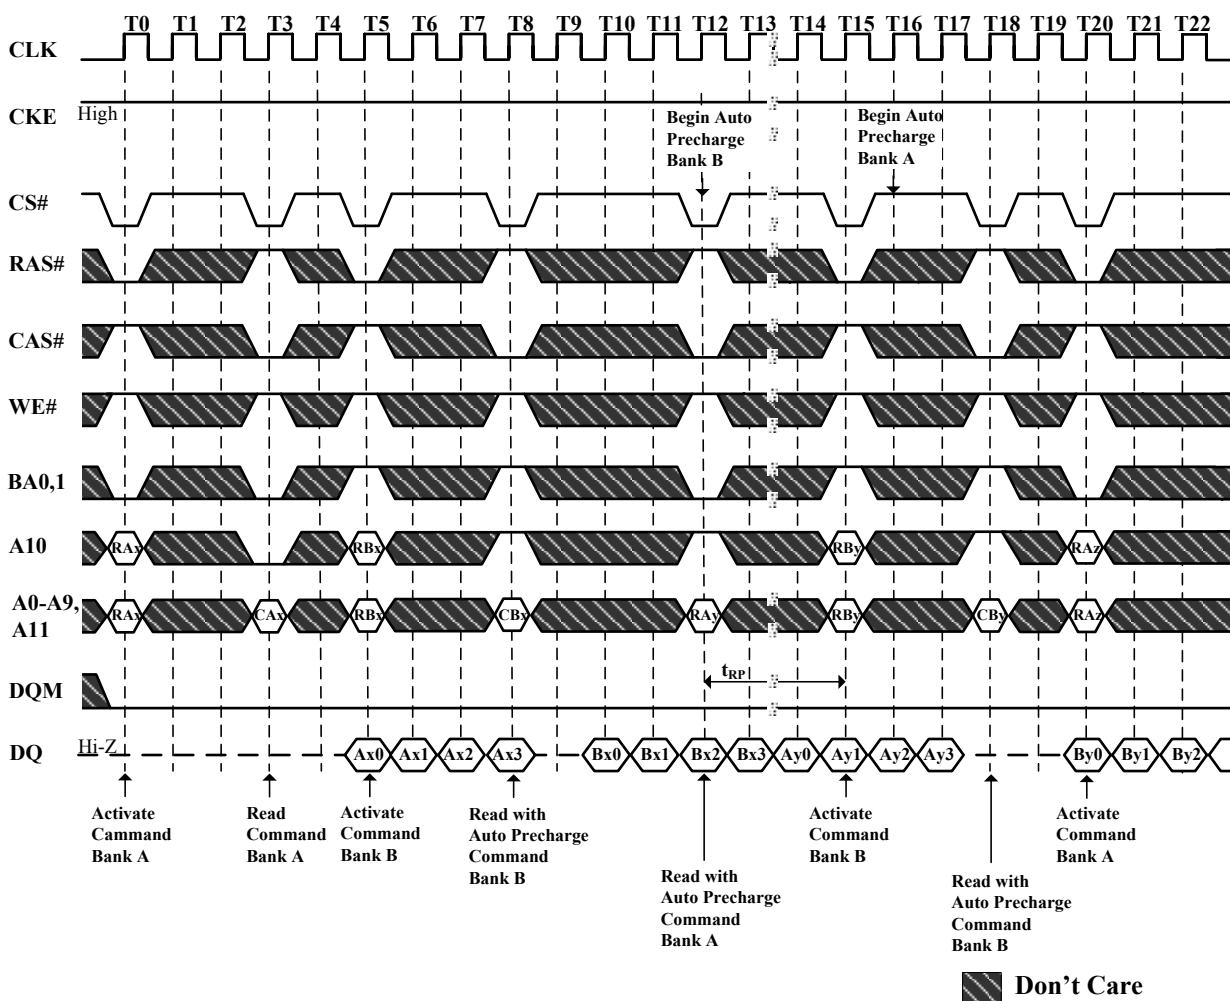 T0 T1 T2 T3 T4 T5 T6 T7 T8 T9 T10 T11 T12 T13 T14 T15 T16 T17 T18 T19 T20 T21 T22
CLK
CKE High
Begin Auto
Precharge
Bank B
Begin Auto
Precharge
Bank A
CS#
RAS#
CAS#
WE#
BA0,1
A10 RAx RBx RBy RAz
A0-A9,
A11
RAx CAx RBx CBx RAy RBy CBy RAz
DQM
tRP
DQ Hi-Z Ax0 Ax1 Ax2 Ax3 Bx0 Bx1 Bx2 Bx3 Ay0 Ay1 Ay2 Ay3 By0 By1 By2
Activate
Cammand
Bank A
Read
Command
Bank A
Activate
Command
Bank B
Read with
Auto Precharge
Command
Bank B
Read with
Auto Precharge
Command
Bank A
Activate
Command
Bank B
Read with
Auto Precharge
Command
Bank B
Activate
Command
Bank A
Don't Care